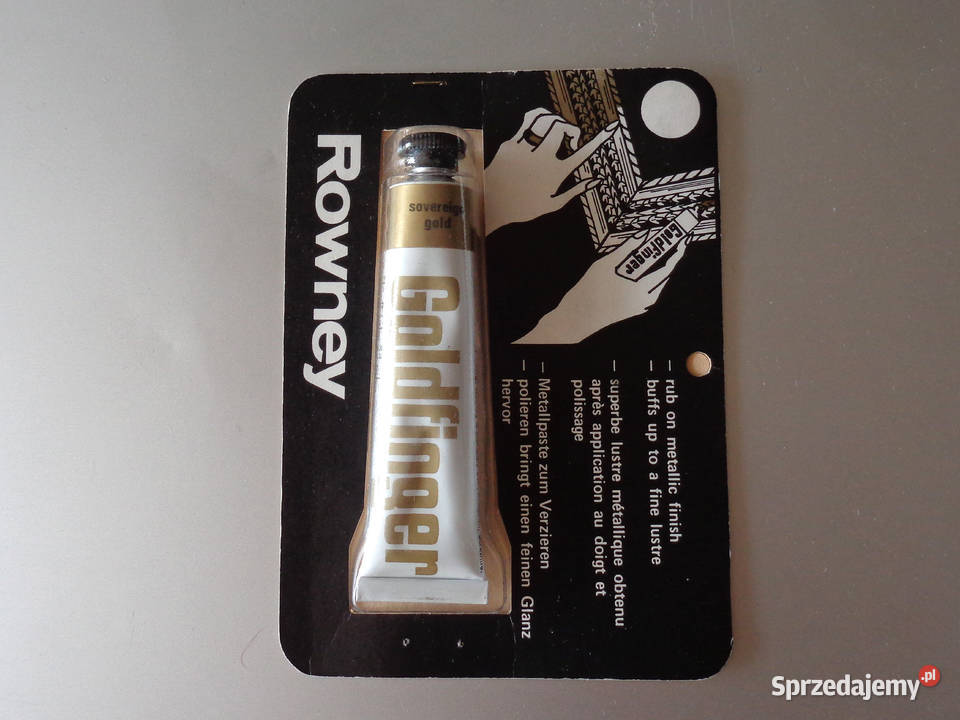 Rowney
sovereign
gold
Goldfinger
Goldfinger
– rub on metallic finish
– buffs up to a fine lustre
– superbe lustre métallique obtenu
après application au doigt et
polissage
– Metallpaste zum Verzieren
– polieren bringt einen feinen Glanz
hervor
Sprzedajemy.pl